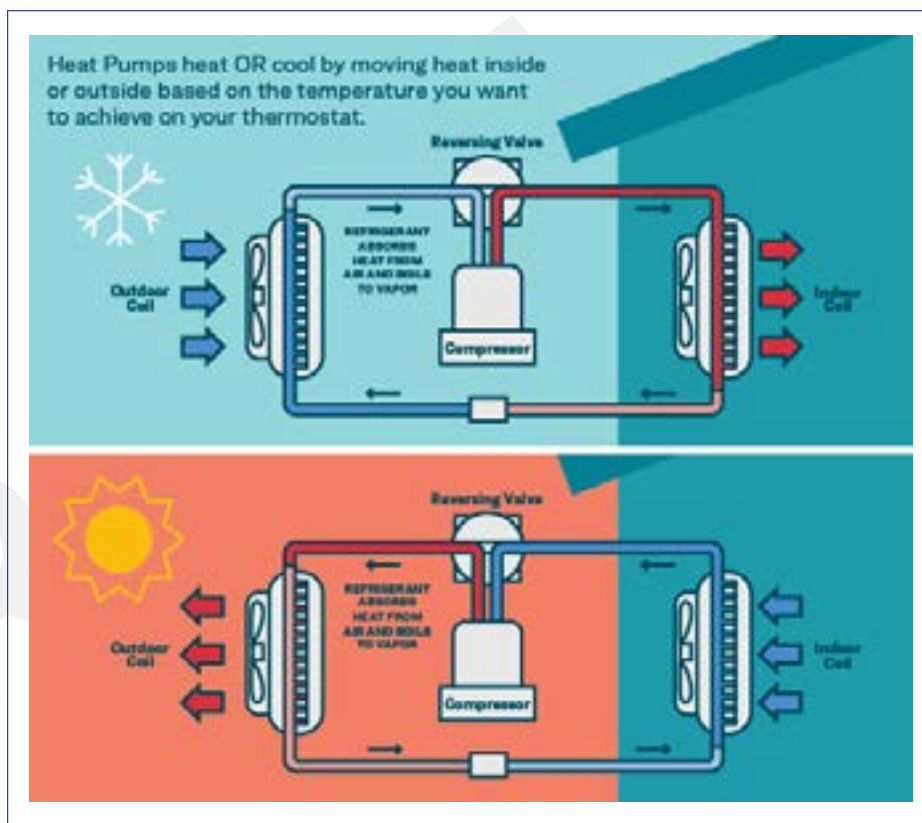 Heat Pumps heat OR cool by moving heat inside
or outside based on the temperature you want
to achieve on your thermostat.
Reversing Valve
REFRIGERANT
ABSORBS
HEAT FROM
AIR AND BOILS
TO VAPOR
Outdoor
Coil
Indoor
Coil
Compressor
Reversing Valve
REFRIGERANT
ABSORBS
HEAT FROM
AIR AND BOILS
TO VAPOR
Outdoor
Coil
Indoor
Coil
Compressor